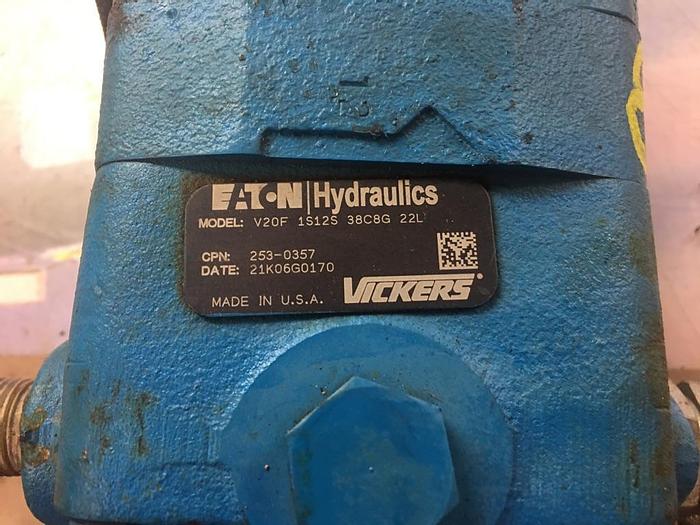 EATON Hydraulics
MODEL: V20F 1S12S 38C8G 22L
CPN: 253-0357
DATE: 21K06G0170
MADE IN U.S.A. VICKERS®